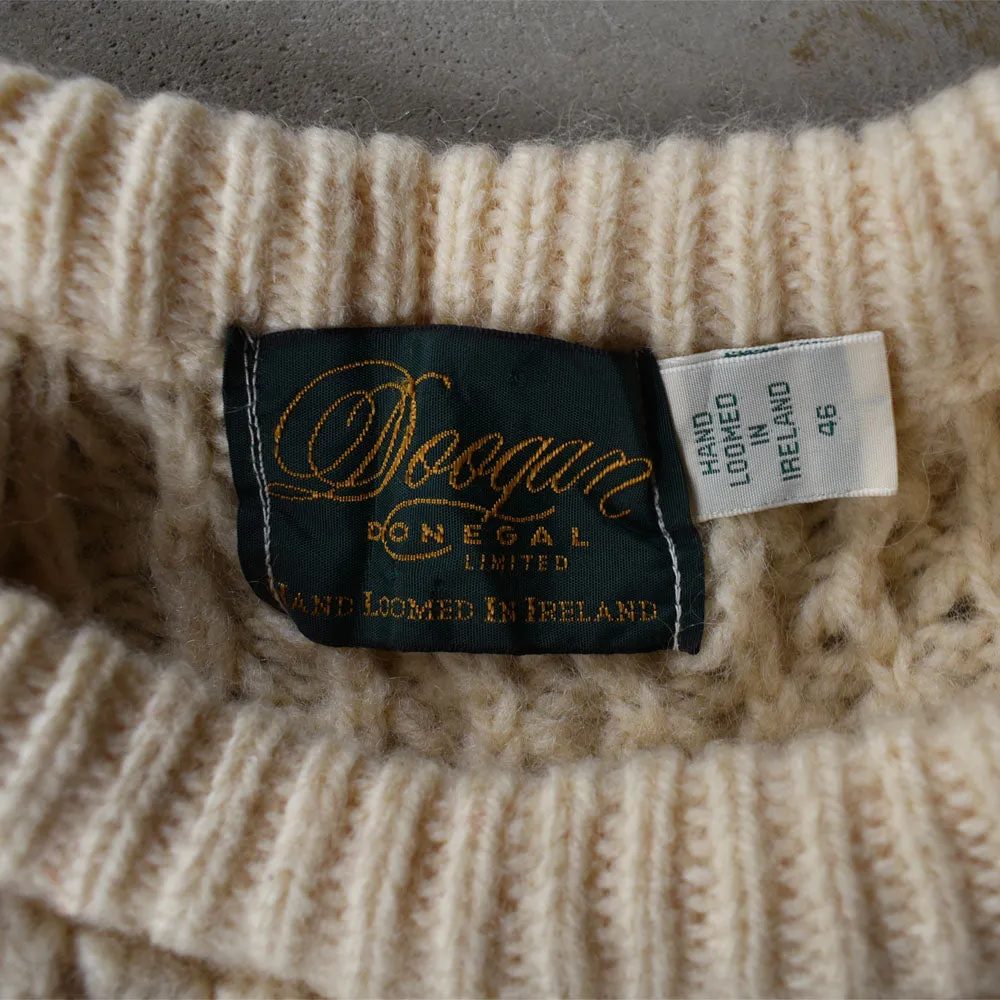 Doogan
DONEGAL
LIMITED
HAND LOOMED IN IRELAND
HAND
LOOMED
IN
IRELAND
46